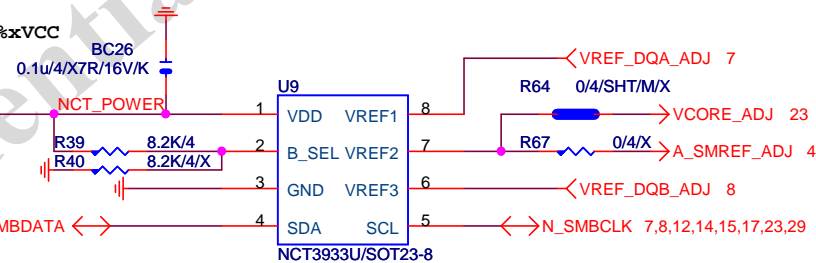 %xVCC
BC26
0.1u/4/X7R/16V/K
NCT_POWER
U9
VREF_DQA_ADJ 7
R64 0/4/SHT/M/X
1 VDD VREF1 8
VCORE_ADJ 23
R39 8.2K/4
2 B_SEL VREF2 7
R67 0/4/X
A_SMREF_ADJ 4
R40 8.2K/4/X
3 GND VREF3 6
VREF_DQB_ADJ 8
MBDATA
4 SDA SCL 5
N_SMBCLK 7,8,12,14,15,17,23,29
NCT3933U/SOT23-8